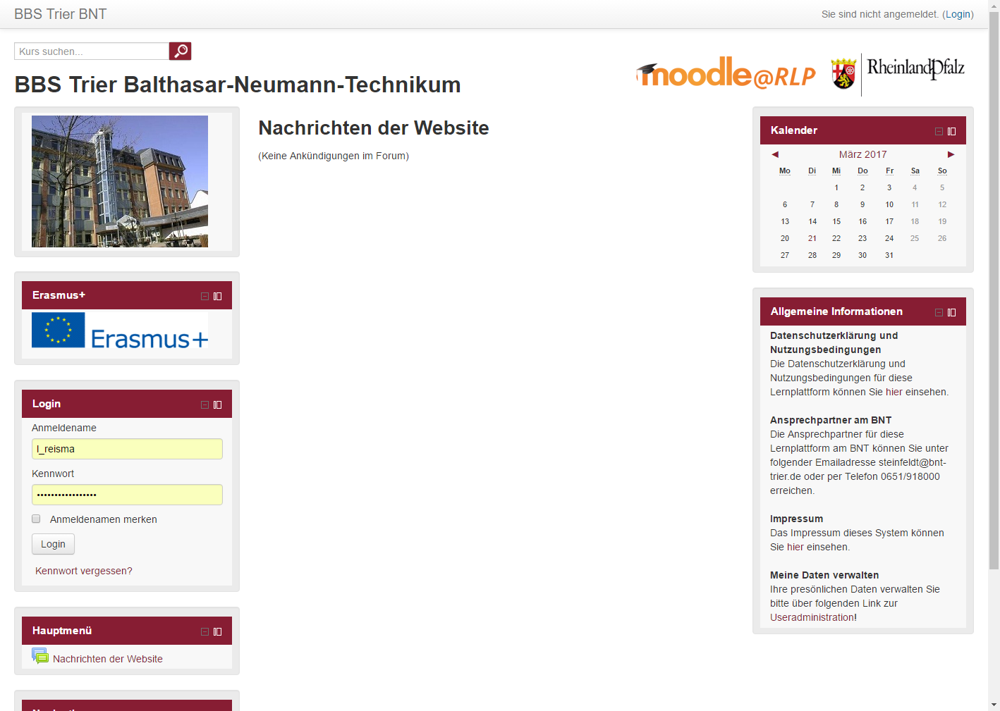 BBS Trier BNT
Sie sind nicht angemeldet. (Login)
Kurs suchen...
BBS Trier Balthasar-Neumann-Technikum
moodle@RLP
RheinlandPfalz
Nachrichten der Website
(Keine Ankündigungen im Forum)
Erasmus+
Erasmus+
Login
Anmeldename
l_reisma
Kennwort
•••••••••••••••••
Anmeldenamen merken
Login
Kennwort vergessen?
Hauptmenü
Nachrichten der Website
Kalender
◄ März 2017 ►
Mo Di Mi Do Fr Sa So
1 2 3 4 5
6 7 8 9 10 11 12
13 14 15 16 17 18 19
20 21 22 23 24 25 26
27 28 29 30 31
Allgemeine Informationen
Datenschutzerklärung und
Nutzungsbedingungen
Die Datenschutzerklärung und
Nutzungsbedingungen für diese
Lernplattform können Sie hier einsehen.
Ansprechpartner am BNT
Die Ansprechpartner für diese
Lernplattform am BNT können Sie unter
folgender Emailadresse steinfeldt@bnt-
trier.de oder per Telefon 0651/918000
erreichen.
Impressum
Das Impressum dieses System können
Sie hier einsehen.
Meine Daten verwalten
Ihre presönlichen Daten verwalten Sie
bitte über folgenden Link zur
Useradministration!